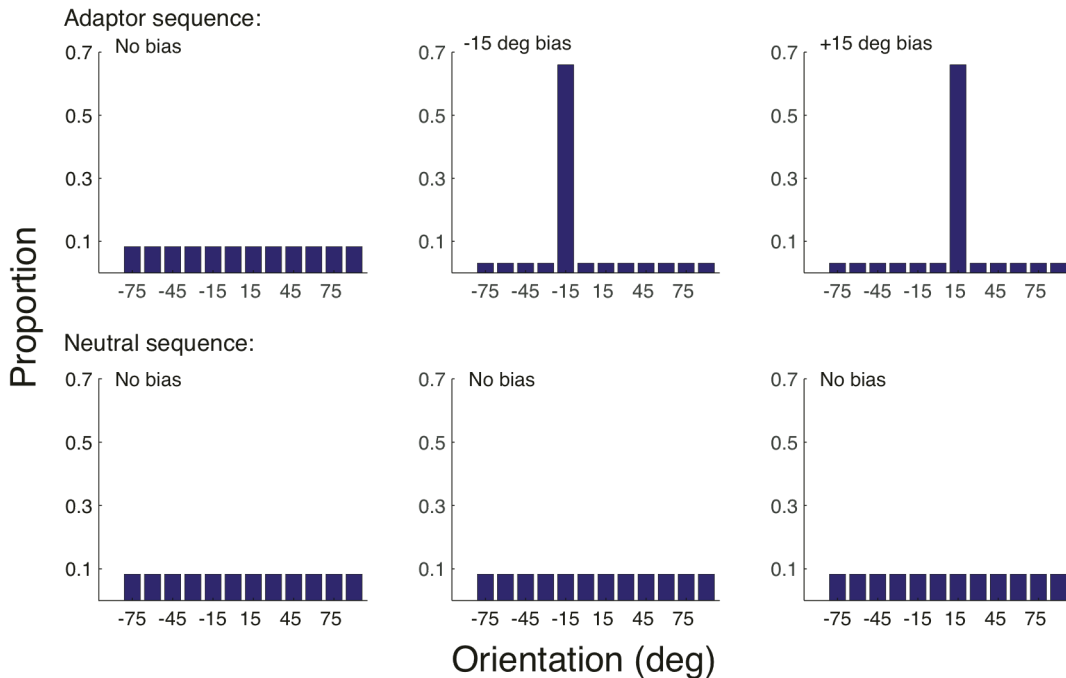 Adaptor sequence:
No bias
-15 deg bias
+15 deg bias
0.7
0.5
0.3
0.1
-75 -45 -15 15 45 75
0.7
0.5
0.3
0.1
-75 -45 -15 15 45 75
0.7
0.5
0.3
0.1
-75 -45 -15 15 45 75
Proportion
Neutral sequence:
No bias
No bias
No bias
0.7
0.5
0.3
0.1
-75 -45 -15 15 45 75
0.7
0.5
0.3
0.1
-75 -45 -15 15 45 75
0.7
0.5
0.3
0.1
-75 -45 -15 15 45 75
Orientation (deg)